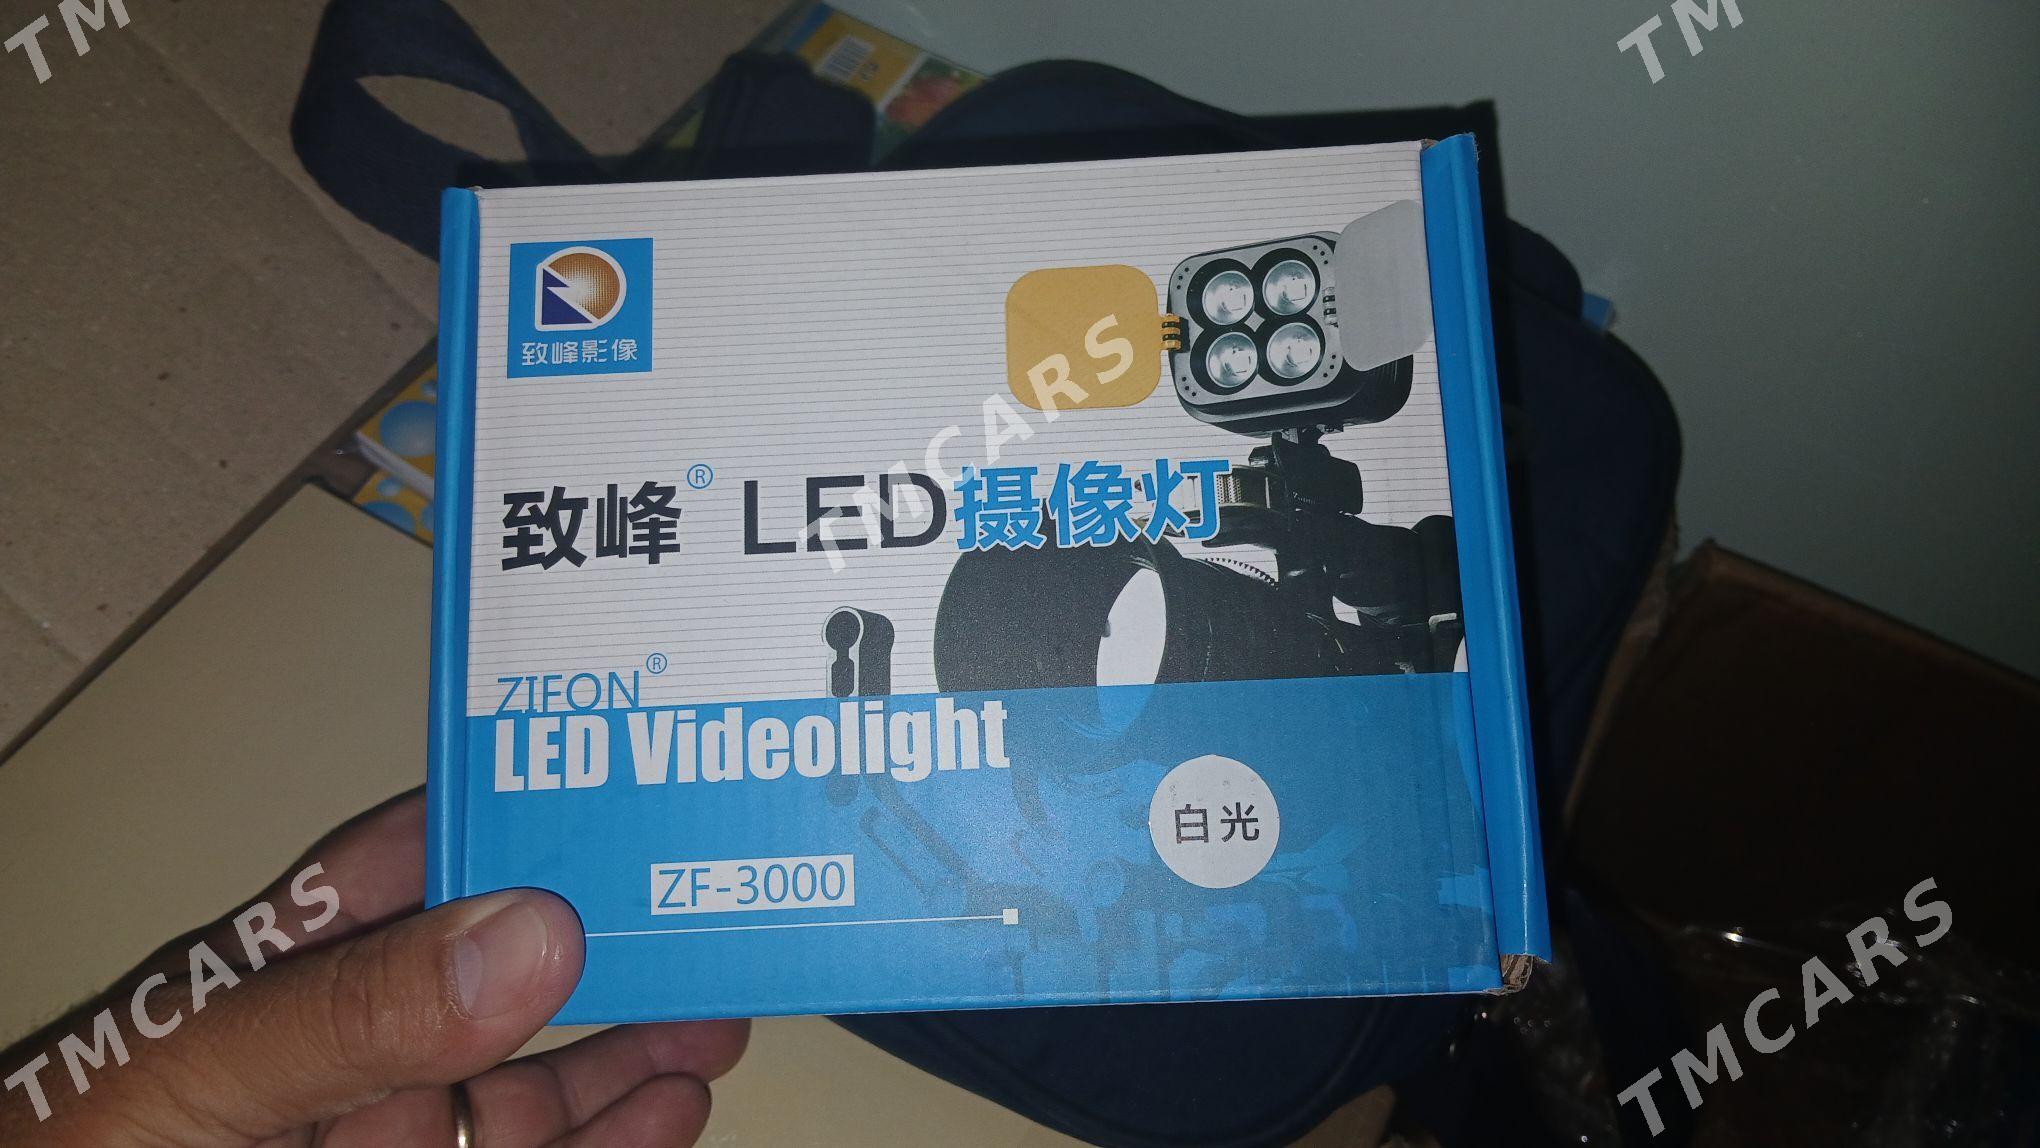 TM
TM
致峰影像
致峰® LED摄像灯
TMCARS
ZIFON®
LED Videolight
白光
ZF-3000
TMCARS
TMCARS